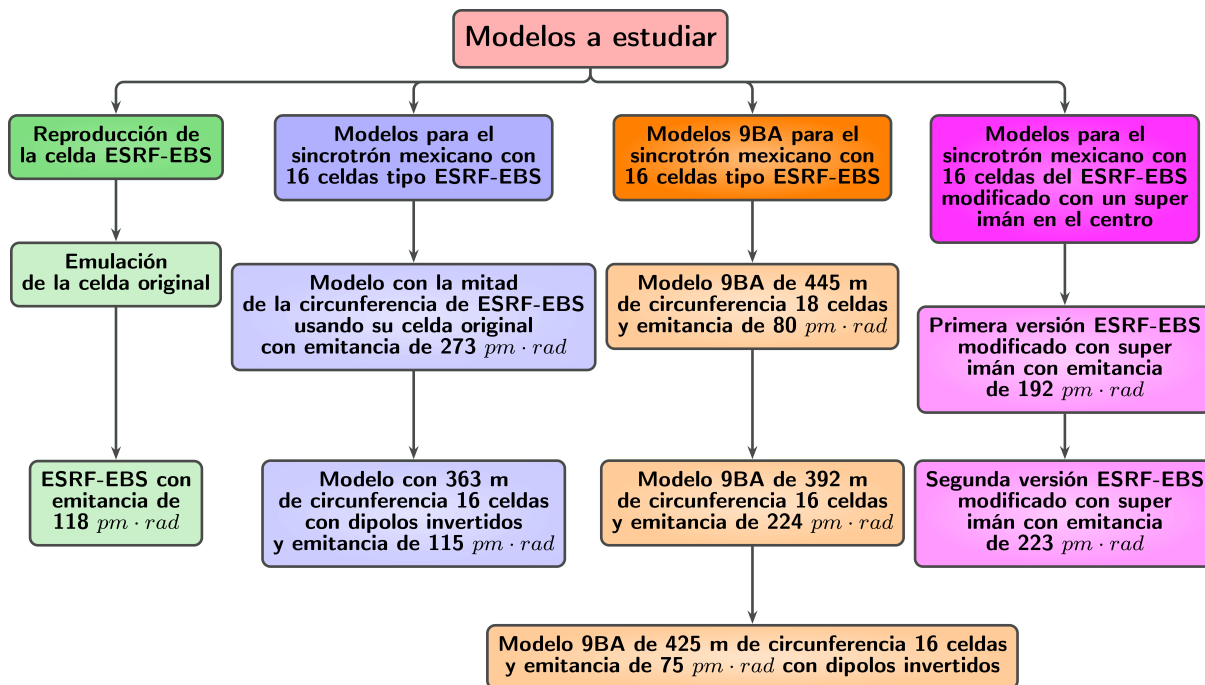 Modelos a estudiar
Reproducción de
la celda ESRF-EBS
Emulación
de la celda original
ESRF-EBS con
emitancia de
118 pm · rad
Modelos para el
sincrotrón mexicano con
16 celdas tipo ESRF-EBS
Modelo con la mitad
de la circunferencia de ESRF-EBS
usando su celda original
con emitancia de 273 pm · rad
Modelo con 363 m
de circunferencia 16 celdas
con dipolos invertidos
y emitancia de 115 pm · rad
Modelos 9BA para el
sincrotrón mexicano con
16 celdas tipo ESRF-EBS
Modelo 9BA de 445 m
de circunferencia 18 celdas
y emitancia de 80 pm · rad
Modelo 9BA de 392 m
de circunferencia 16 celdas
y emitancia de 224 pm · rad
Modelo 9BA de 425 m de circunferencia 16 celdas
y emitancia de 75 pm · rad con dipolos invertidos
Modelos para el
sincrotrón mexicano con
16 celdas del ESRF-EBS
modificado con un super
imán en el centro
Primera versión ESRF-EBS
modificado con super
imán con emitancia
de 192 pm · rad
Segunda versión ESRF-EBS
modificado con super
imán con emitancia
de 223 pm · rad